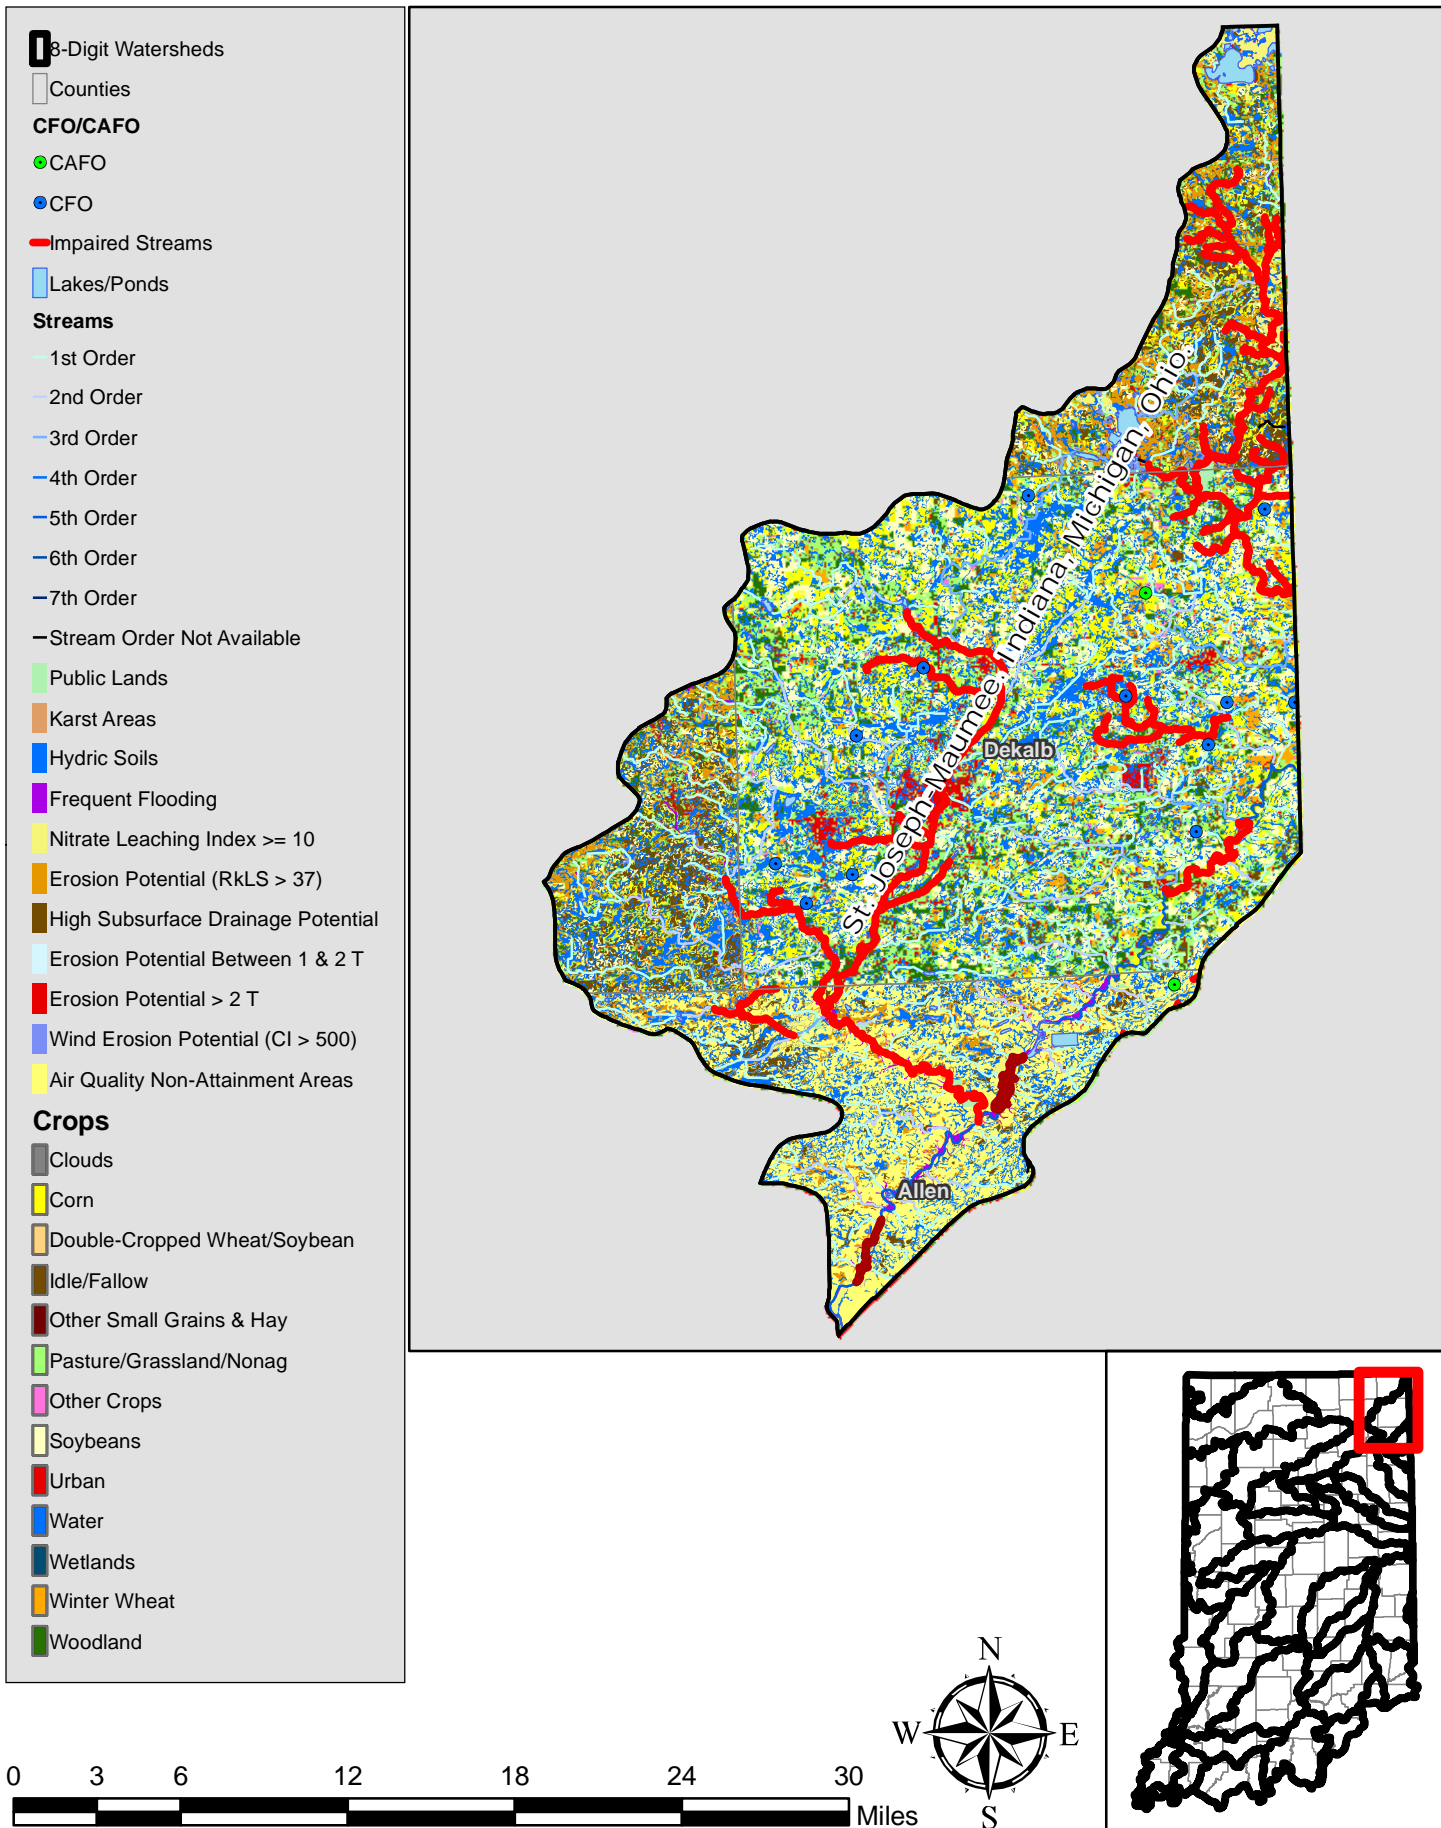 8-Digit Watersheds
Counties
CFO/CAFO
CAFO
CFO
Impaired Streams
Lakes/Ponds
Streams
1st Order
2nd Order
3rd Order
4th Order
5th Order
6th Order
7th Order
Stream Order Not Available
Public Lands
Karst Areas
Hydric Soils
Frequent Flooding
Nitrate Leaching Index >= 10
Erosion Potential (RkLS > 37)
High Subsurface Drainage Potential
Erosion Potential Between 1 & 2 T
Erosion Potential > 2 T
Wind Erosion Potential (CI > 500)
Air Quality Non-Attainment Areas
Crops
Clouds
Corn
Double-Cropped Wheat/Soybean
Idle/Fallow
Other Small Grains & Hay
Pasture/Grassland/Nonag
Other Crops
Soybeans
Urban
Water
Wetlands
Winter Wheat
Woodland
St. Joseph-Maumee. Indiana, Michigan, Ohio.
Dekalb
Allen
N
W E
S
0 3 6 12 18 24 30
Miles